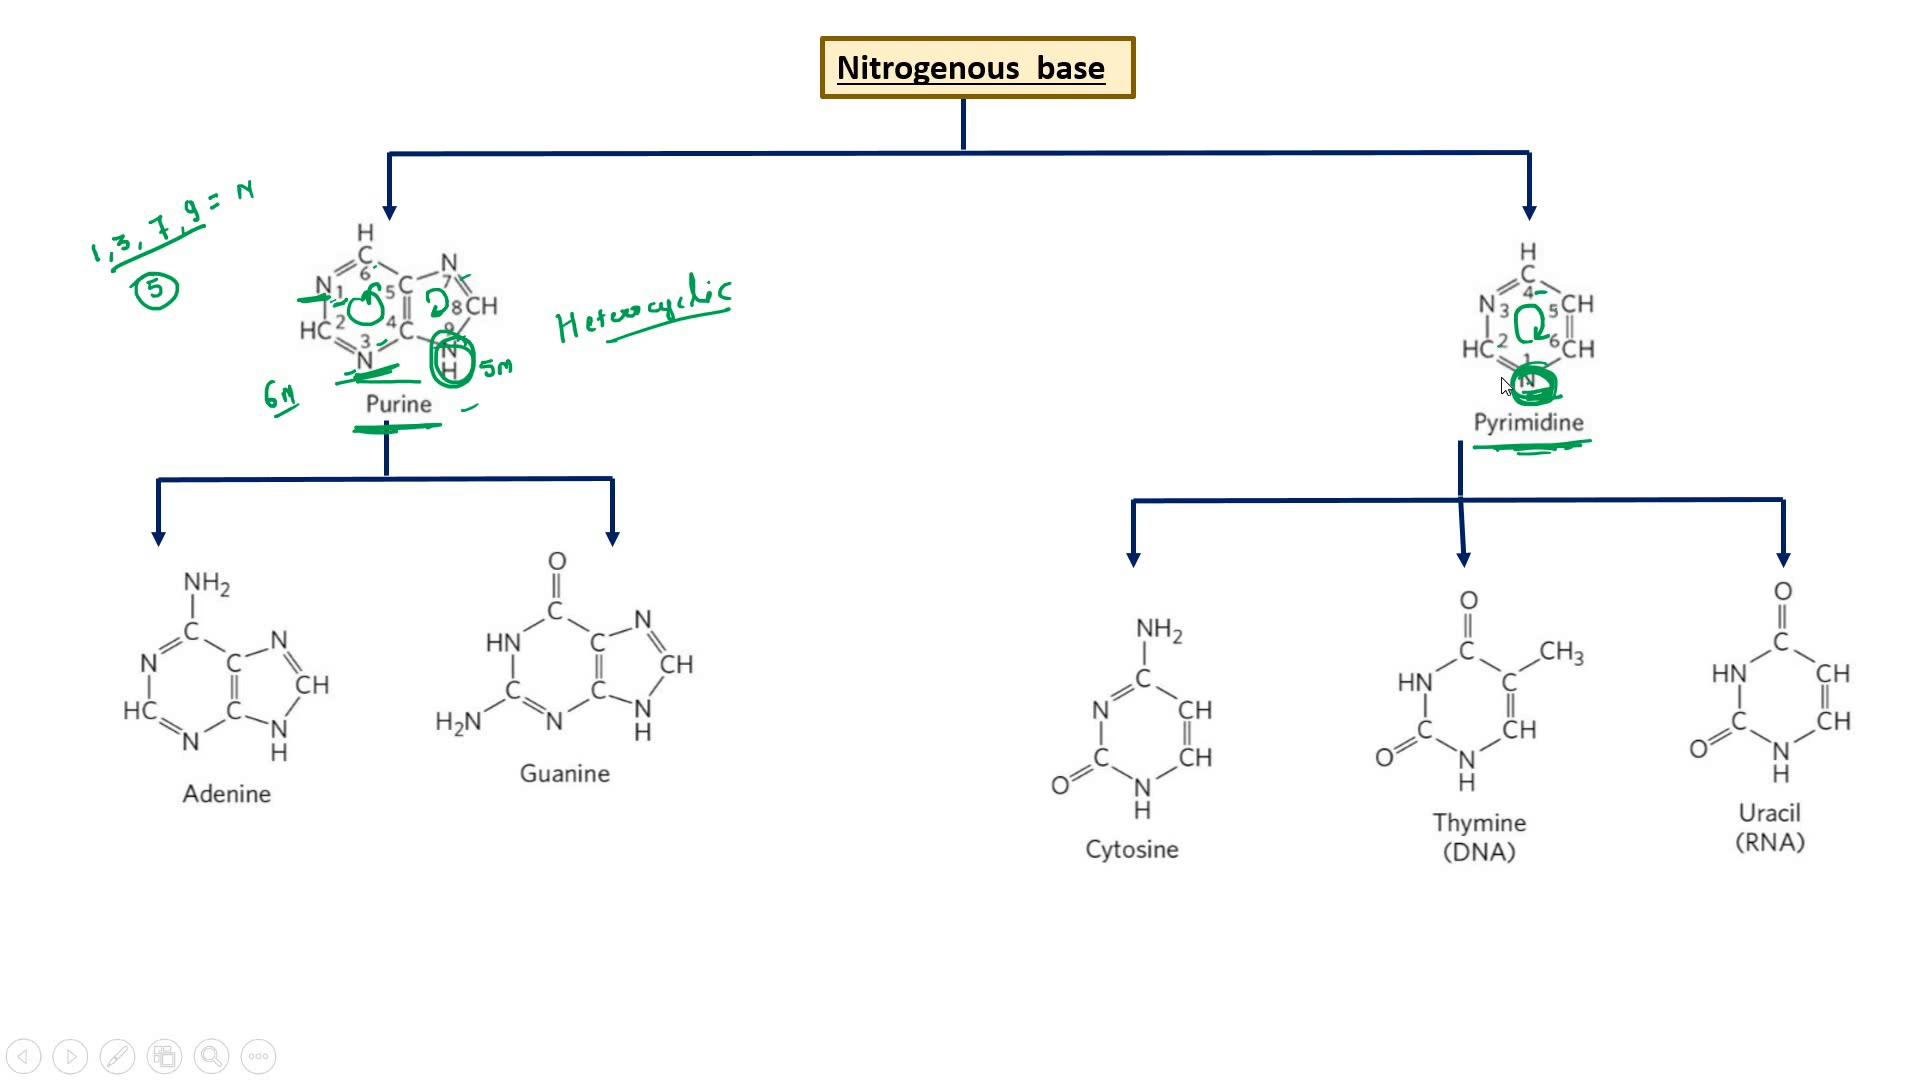 Nitrogenous base
1, 3, 7, 9 = N
5
H
C
6
N
1
5
N
7
HC
2
4
8
CH
3
N
9
N
H
5M
6M
Heterocyclic
Purine
H
C
4
N
3
5
CH
HC
2
6
CH
1
N
Pyrimidine
NH2
C
N
C
N
HC
C
CH
N
N
H
Adenine
O
C
HN
C
N
CH
C
C
H2N
N
N
H
Guanine
NH2
C
N
CH
C
CH
O
N
H
Cytosine
O
C
CH3
HN
C
C
CH
O
N
H
Thymine
(DNA)
O
C
HN
CH
C
CH
O
N
H
Uracil
(RNA)